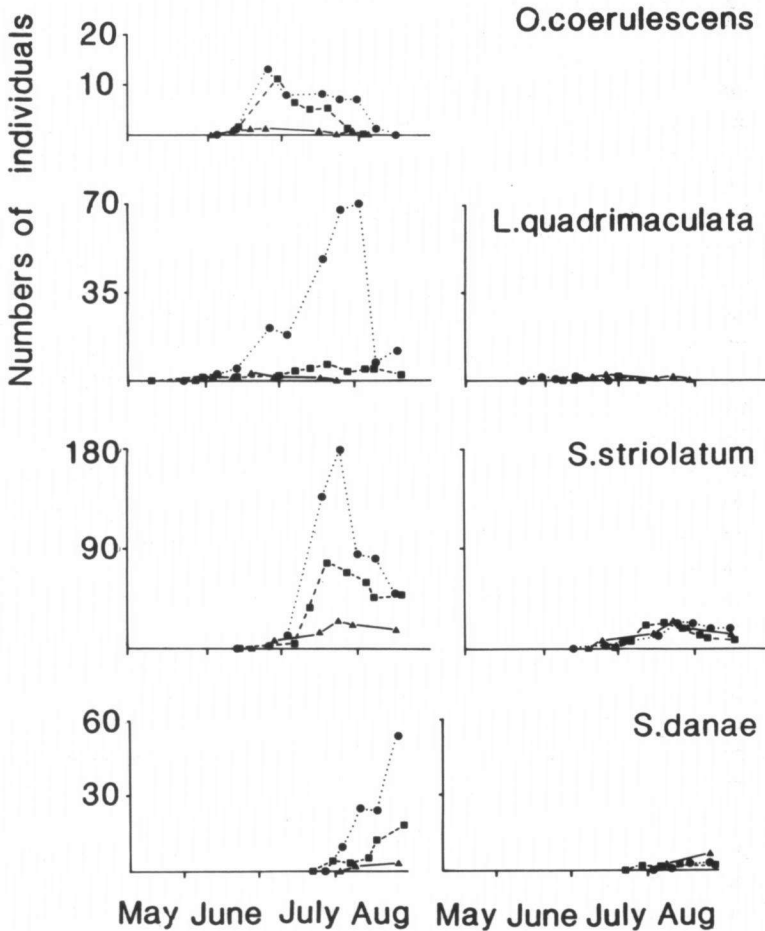 Numbers of individuals
O.coerulescens
20
10
L.quadrimaculata
70
35
S.striolatum
180
90
S.danae
60
30
May June July Aug May June July Aug